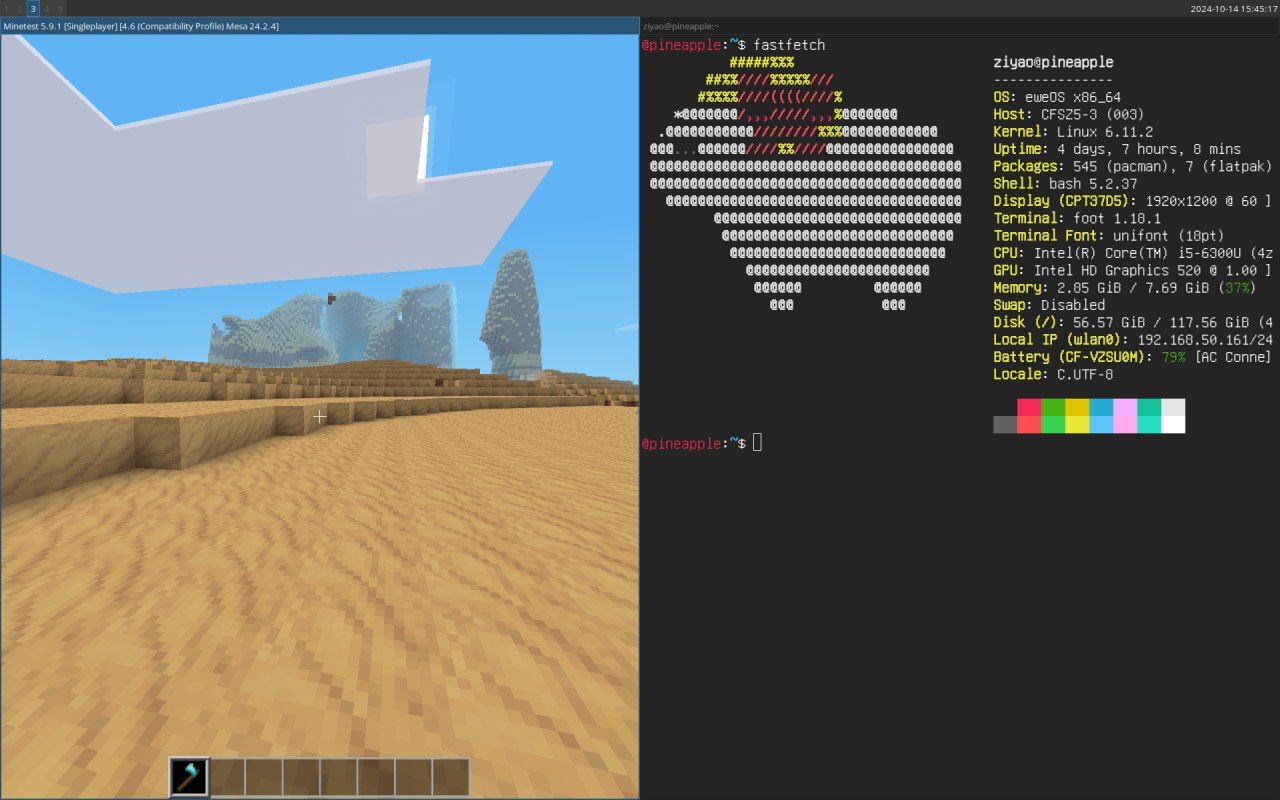 1 2 3 4 9
2024-10-14 15:45:17
Minetest 5.9.1 [Singleplayer] [4.6 (Compatibility Profile) Mesa 24.2.4]
ziyao@pineapple:~
@pineapple:~$ fastfetch
ziyao@pineapple
---------------
OS: eweOS x86_64
Host: CFSZ5-3 (003)
Kernel: Linux 6.11.2
Uptime: 4 days, 7 hours, 8 mins
Packages: 545 (pacman), 7 (flatpak)
Shell: bash 5.2.37
Display (CPT37D5): 1920x1200 @ 60 ]
Terminal: foot 1.18.1
Terminal Font: unifont (18pt)
CPU: Intel(R) Core(TM) i5-6300U (4z
GPU: Intel HD Graphics 520 @ 1.00 ]
Memory: 2.85 GiB / 7.69 GiB (37%)
Swap: Disabled
Disk (/): 56.57 GiB / 117.56 GiB (4
Local IP (wlan0): 192.168.50.161/24
Battery (CF-VZSU0M): 79% [AC Conne]
Locale: C.UTF-8
@pineapple:~$